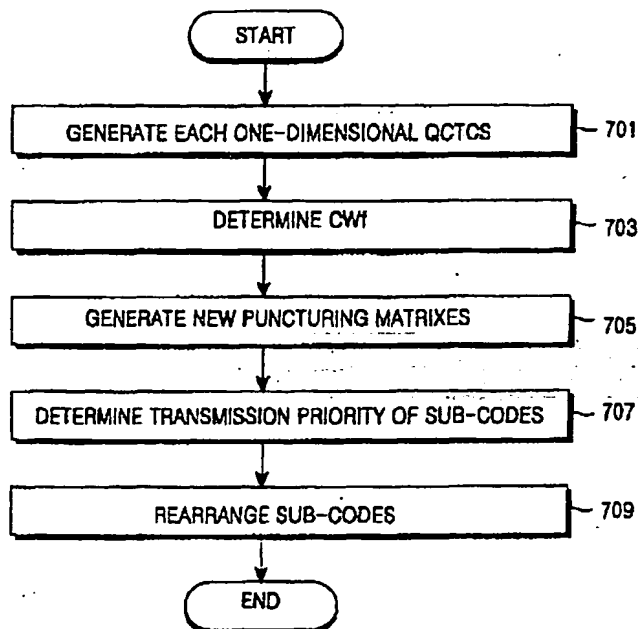 START
GENERATE EACH ONE-DIMENSIONAL QCTCS
701
DETERMINE CWf
703
GENERATE NEW PUNCTURING MATRIXES
705
DETERMINE TRANSMISSION PRIORITY OF SUB-CODES
707
REARRANGE SUB-CODES
709
END